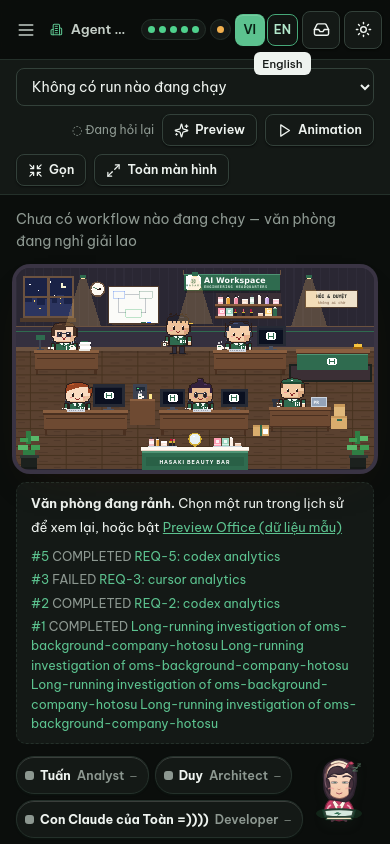 Agent ...
VI
EN
English
Không có run nào đang chạy
Đang hỏi lại
Preview
Animation
Gọn
Toàn màn hình
Chưa có workflow nào đang chạy — văn phòng
đang nghỉ giải lao
AI Workspace
ENGINEERING HEADQUARTERS
HỎI & DUYỆT
HASAKI BEAUTY BAR
Văn phòng đang rảnh. Chọn một run trong lịch sử
để xem lại, hoặc bật Preview Office (dữ liệu mẫu)
#5 COMPLETED REQ-5: codex analytics
#3 FAILED REQ-3: cursor analytics
#2 COMPLETED REQ-2: codex analytics
#1 COMPLETED Long-running investigation of oms-
background-company-hotosu Long-running
investigation of oms-background-company-hotosu
Long-running investigation of oms-background-
company-hotosu Long-running investigation of oms-
background-company-hotosu
Tuấn Analyst –
Duy Architect –
Con Claude của Toàn =)))) Developer –